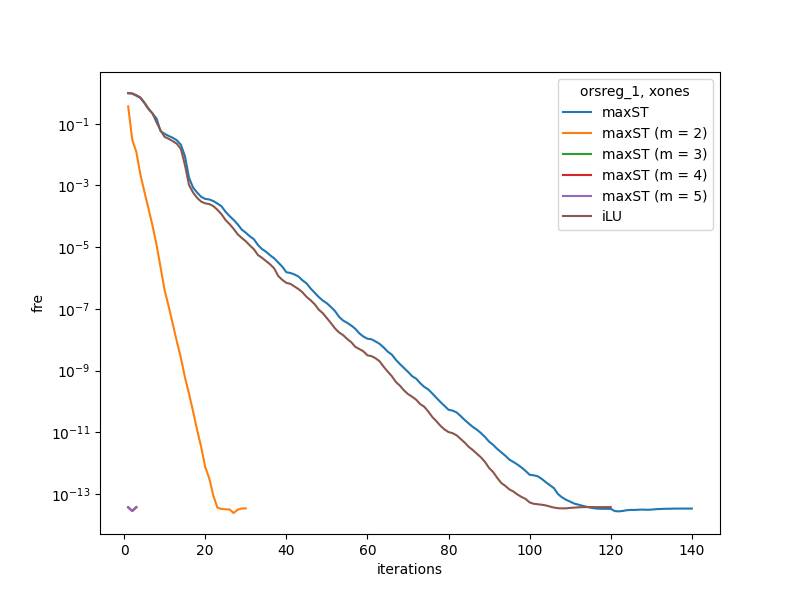 orsreg_1, xones
maxST
maxST (m = 2)
maxST (m = 3)
maxST (m = 4)
maxST (m = 5)
iLU
fre
10⁻¹
10⁻³
10⁻⁵
10⁻⁷
10⁻⁹
10⁻¹¹
10⁻¹³
0 20 40 60 80 100 120 140
iterations